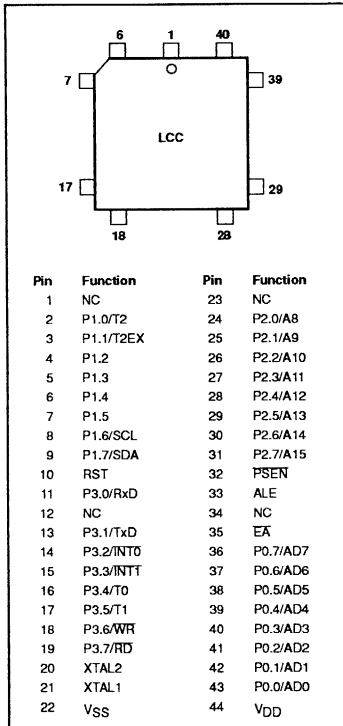 6 1 40
7 39
LCC
17 29
18 28
Pin Function Pin Function
1 NC 23 NC
2 P1.0/T2 24 P2.0/A8
3 P1.1/T2EX 25 P2.1/A9
4 P1.2 26 P2.2/A10
5 P1.3 27 P2.3/A11
6 P1.4 28 P2.4/A12
7 P1.5 29 P2.5/A13
8 P1.6/SCL 30 P2.6/A14
9 P1.7/SDA 31 P2.7/A15
10 RST 32 P̅S̅E̅N̅
11 P3.0/RxD 33 ALE
12 NC 34 NC
13 P3.1/TxD 35 E̅A̅
14 P3.2/I̅N̅T̅0̅ 36 P0.7/AD7
15 P3.3/I̅N̅T̅1̅ 37 P0.6/AD6
16 P3.4/T0 38 P0.5/AD5
17 P3.5/T1 39 P0.4/AD4
18 P3.6/W̅R̅ 40 P0.3/AD3
19 P3.7/R̅D̅ 41 P0.2/AD2
20 XTAL2 42 P0.1/AD1
21 XTAL1 43 P0.0/AD0
22 VSS 44 VDD